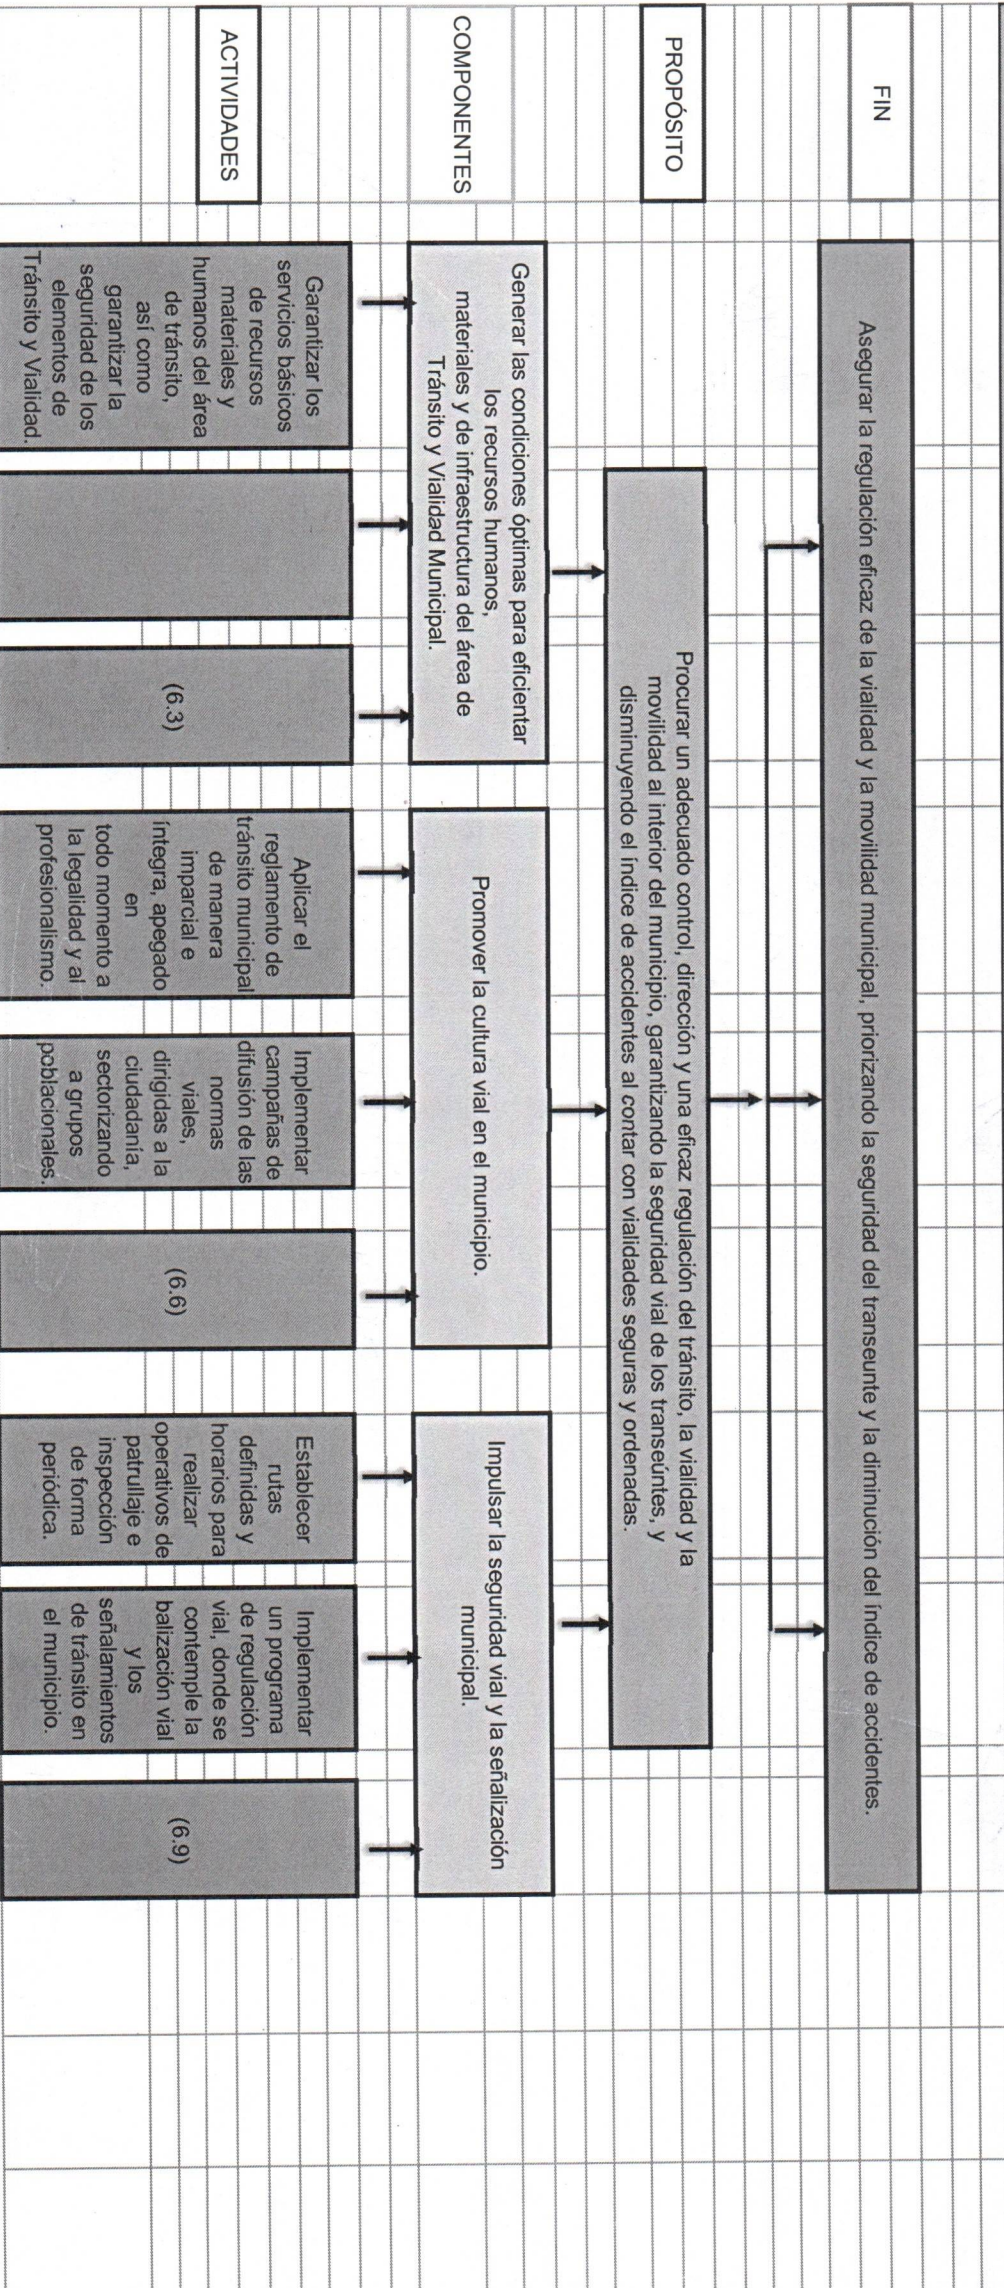 FIN
Asegurar la regulación eficaz de la vialidad y la movilidad municipal, priorizando la seguridad del transeunte y la diminución del índice de accidentes.
PROPÓSITO
Procurar un adecuado control, dirección y una eficaz regulación del tránsito, la vialidad y la
movilidad al interior del municipio, garantizando la seguridad vial de los transeúntes, y
disminuyendo el índice de accidentes al contar con vialidades seguras y ordenadas.
COMPONENTES
Generar las condiciones óptimas para eficientar
los recursos humanos,
materiales y de infraestructura del área de
Tránsito y Vialidad Municipal.
Promover la cultura vial en el municipio.
Impulsar la seguridad vial y la señalización
municipal.
ACTIVIDADES
Garantizar los
servicios básicos
de recursos
materiales y
humanos del área
de tránsito,
así como
garantizar la
seguridad de los
elementos de
Tránsito y Vialidad.
(6.3)
Aplicar el
reglamento de
tránsito municipal
de manera
imparcial e
íntegra, apegado
en
todo momento a
la legalidad y al
profesionalismo.
Implementar
campañas de
difusión de las
normas
viales,
dirigidas a la
ciudadanía,
sectorizando
a grupos
poblacionales.
(6.6)
Establecer
rutas
definidas y
horarios para
realizar
operativos de
patrullaje e
inspección
de forma
periódica.
Implementar
un programa
de regulación
vial, donde se
contemple la
balización vial
y los
señalamientos
de tránsito en
el municipio.
(6.9)